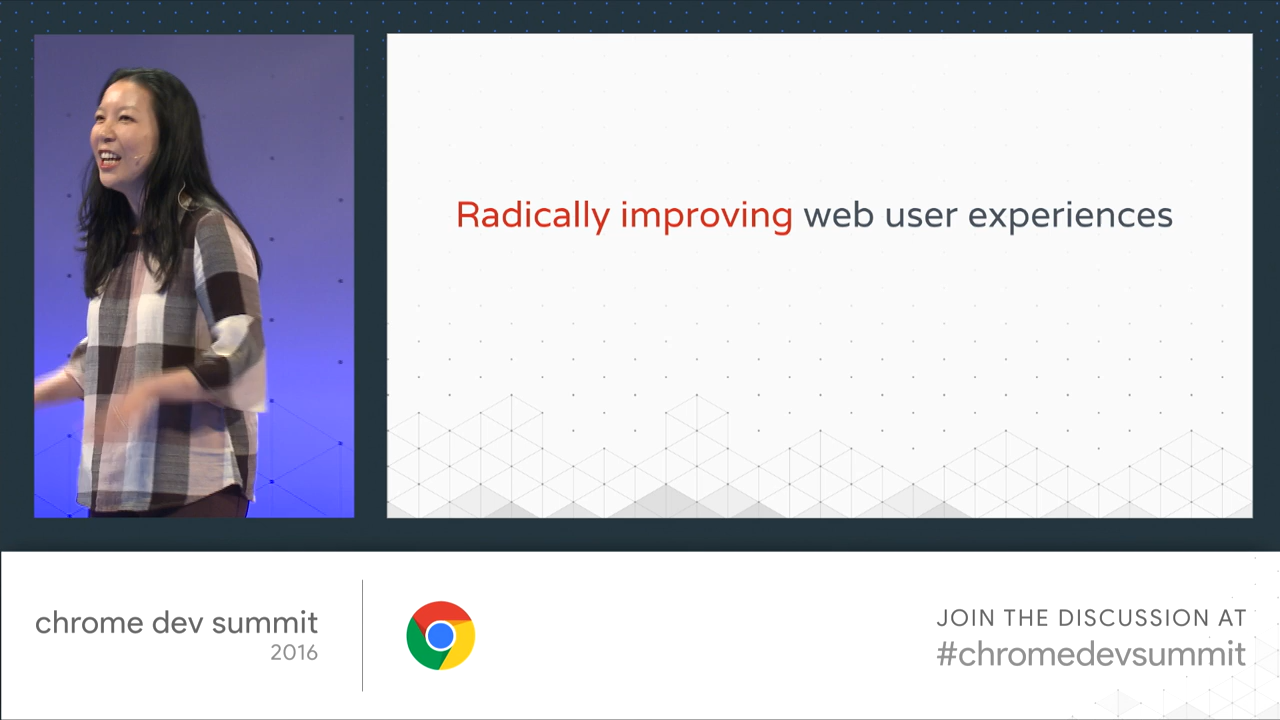 Radically improving web user experiences
chrome dev summit
2016
JOIN THE DISCUSSION AT
#chromedevsummit